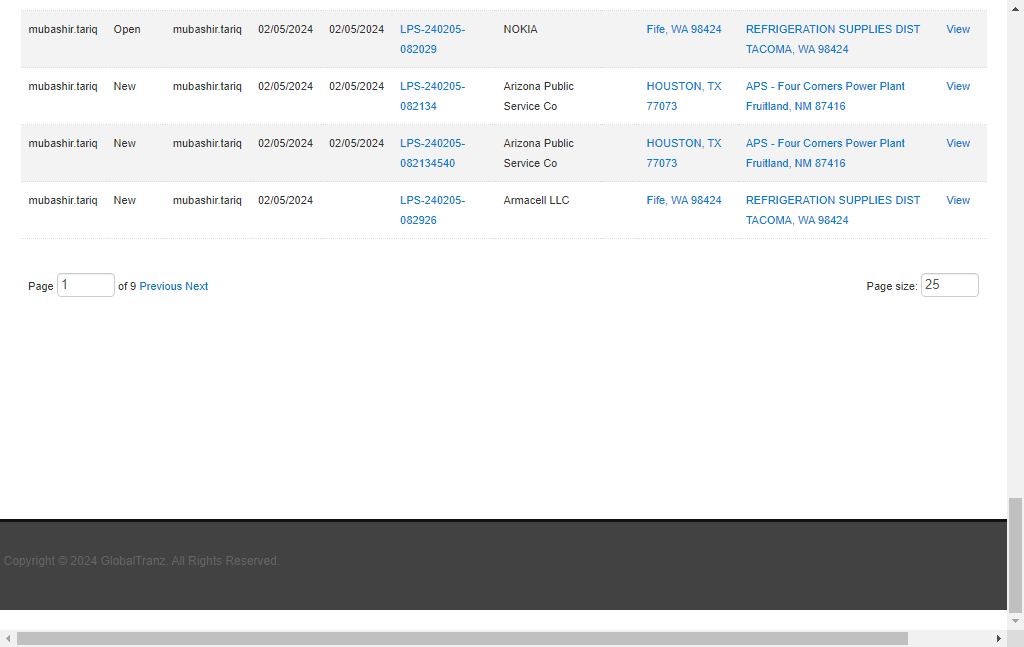 mubashir.tariq Open mubashir.tariq 02/05/2024 02/05/2024 LPS-240205- NOKIA Fife, WA 98424 REFRIGERATION SUPPLIES DIST View
082029 TACOMA, WA 98424
mubashir.tariq New mubashir.tariq 02/05/2024 02/05/2024 LPS-240205- Arizona Public HOUSTON, TX APS - Four Corners Power Plant View
082134 Service Co 77073 Fruitland, NM 87416
mubashir.tariq New mubashir.tariq 02/05/2024 02/05/2024 LPS-240205- Arizona Public HOUSTON, TX APS - Four Corners Power Plant View
082134540 Service Co 77073 Fruitland, NM 87416
mubashir.tariq New mubashir.tariq 02/05/2024 LPS-240205- Armacell LLC Fife, WA 98424 REFRIGERATION SUPPLIES DIST View
082926 TACOMA, WA 98424
Page 1 of 9 Previous Next Page size: 25
Copyright © 2024 GlobalTranz. All Rights Reserved.